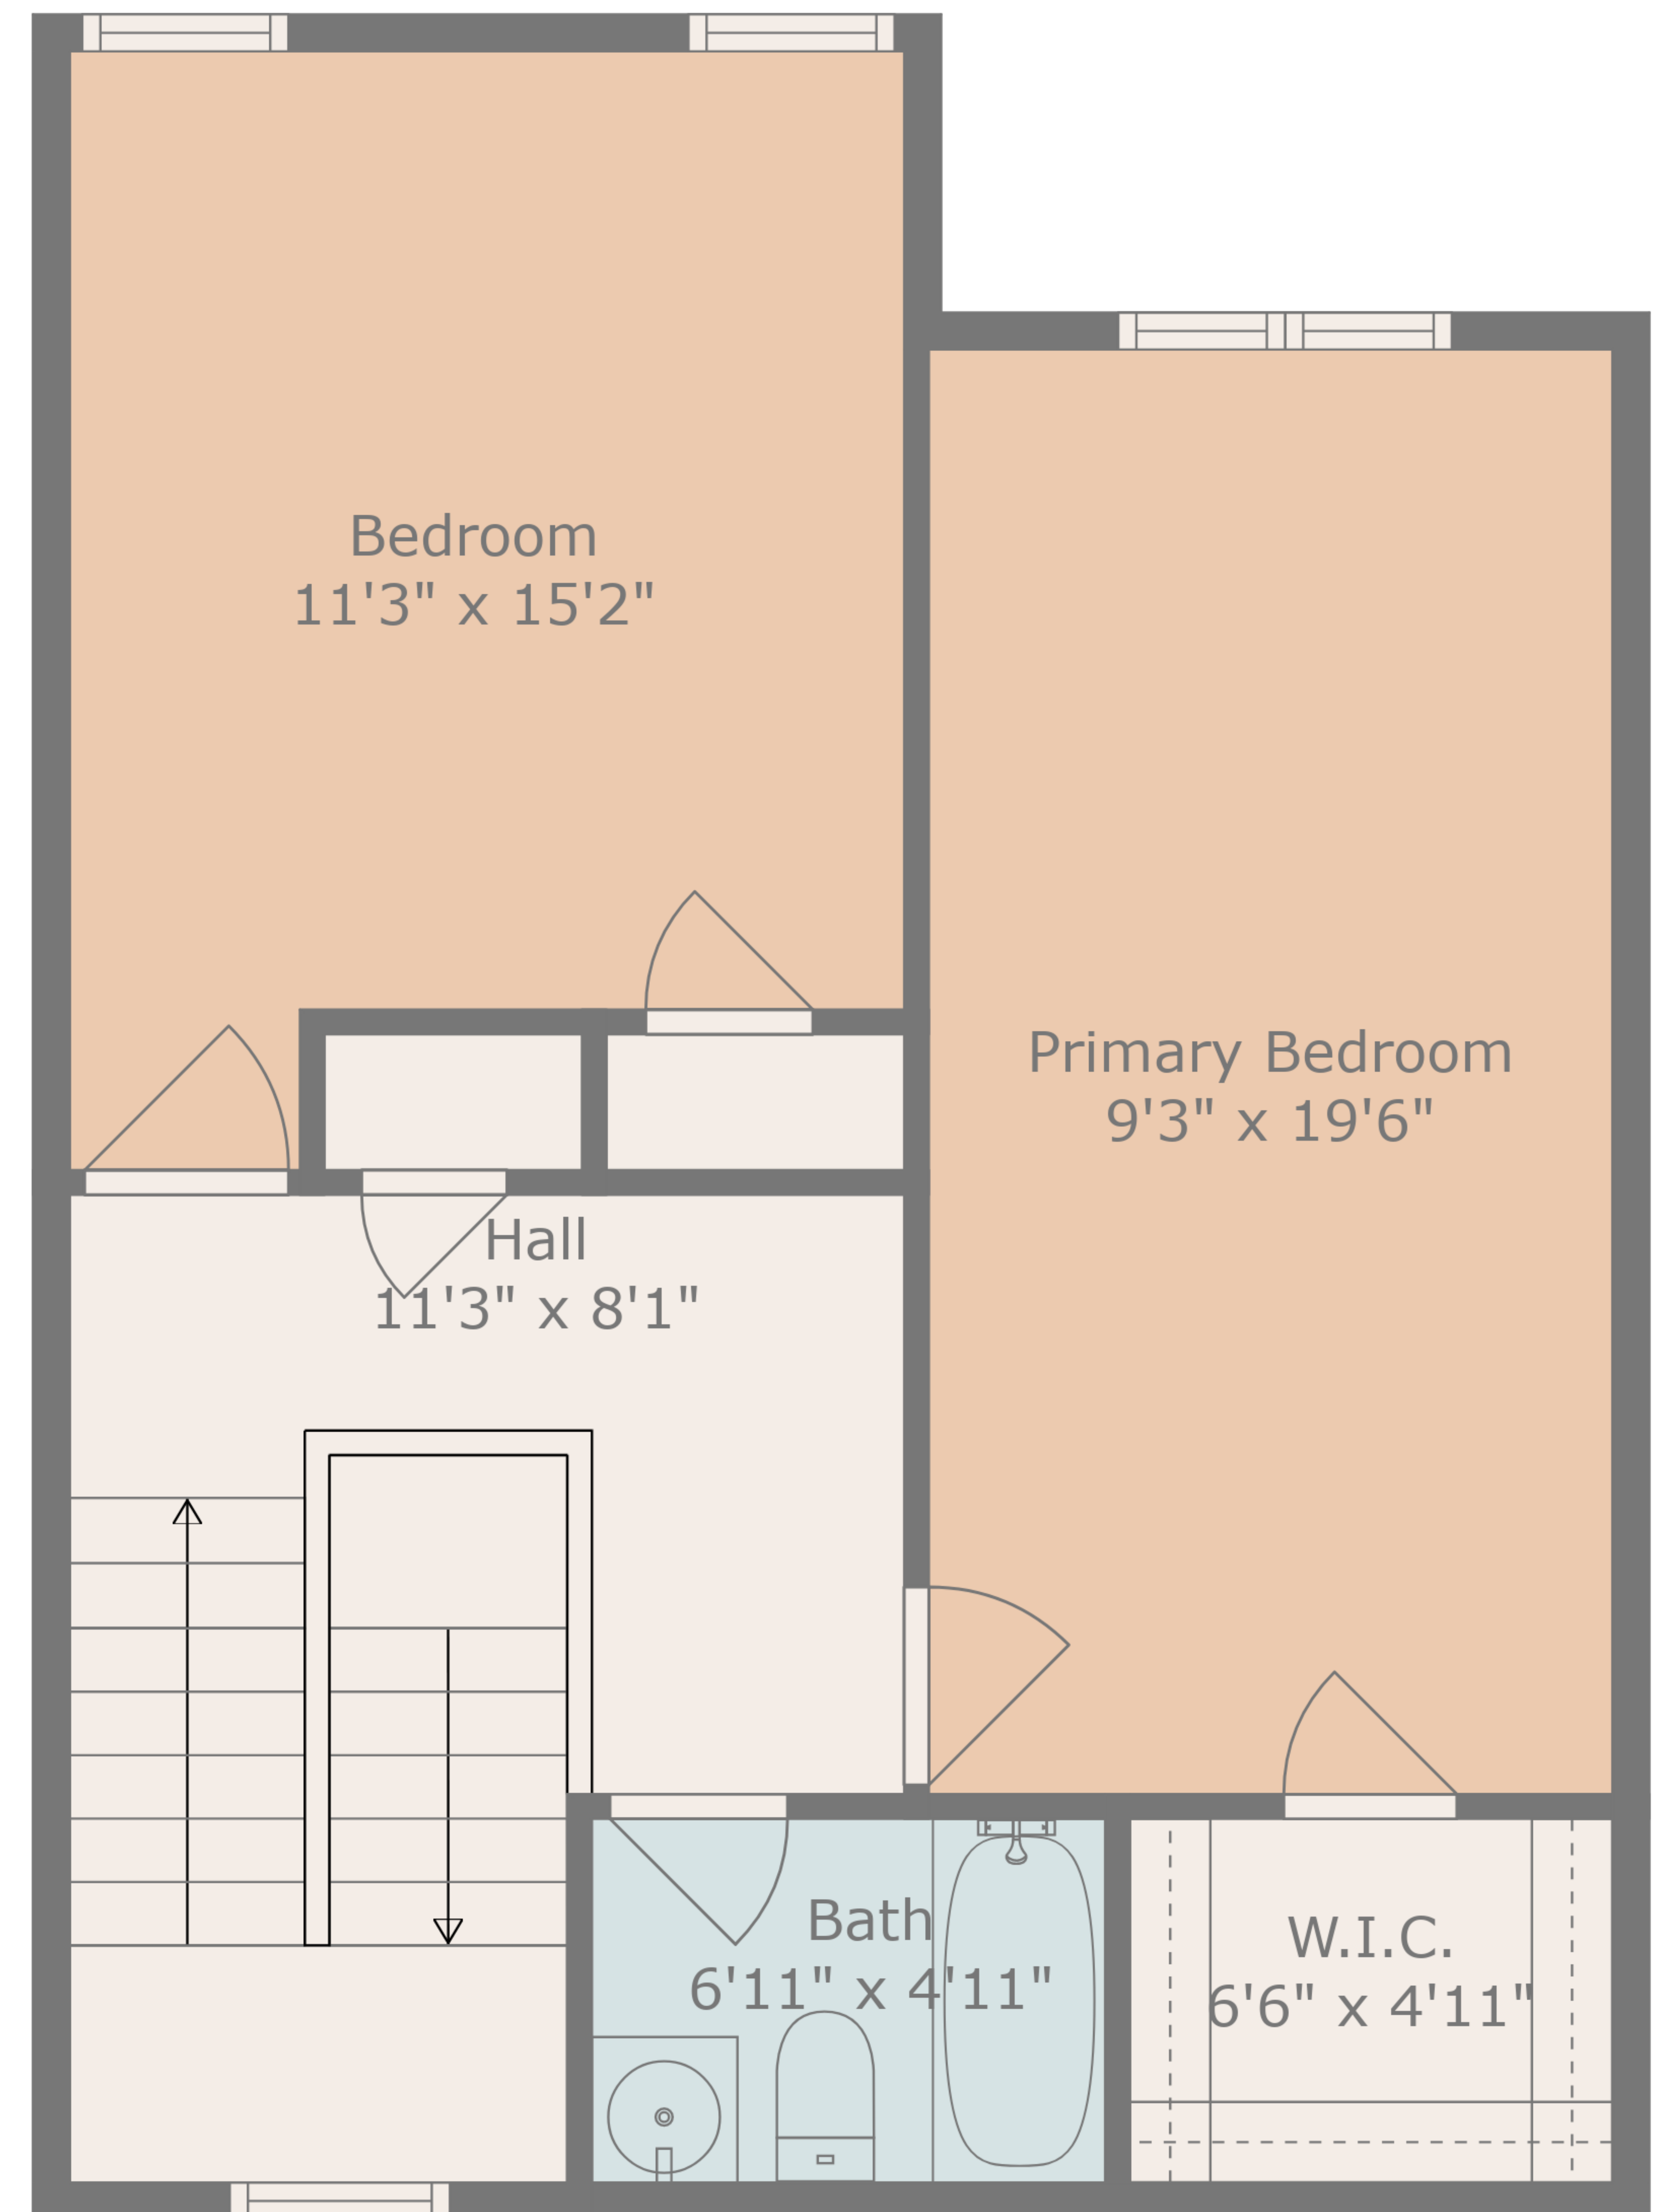 Bedroom
11'3" x 15'2"
Primary Bedroom
9'3" x 19'6"
Hall
11'3" x 8'1"
Bath
6'11" x 4'11"
W.I.C.
6'6" x 4'11"